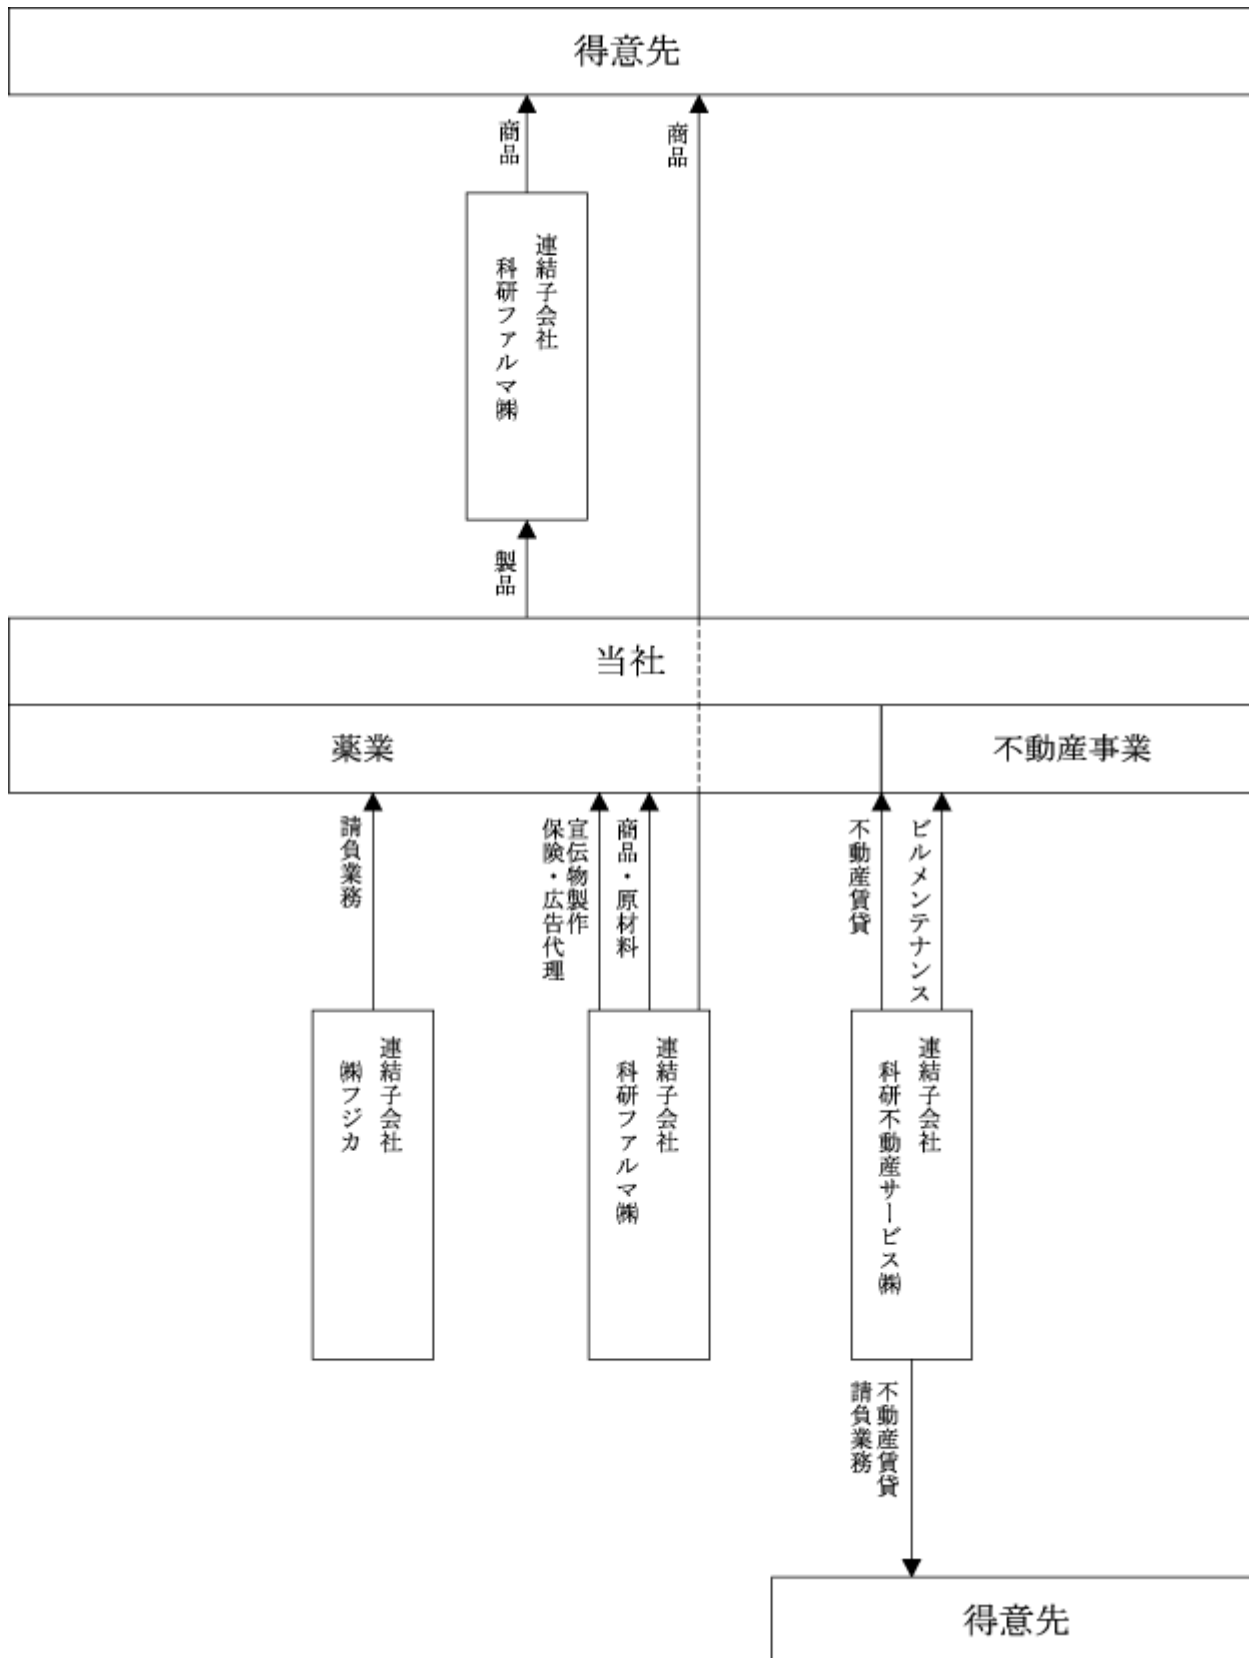 得意先
商品
商品
連結子会社
科研ファルマ㈱
製品
当社
薬業
不動産事業
請負業務
宣伝物製作
保険・広告代理
商品・原材料
不動産賃貸
ビルメンテナンス
連結子会社
㈱フジカ
連結子会社
科研ファルマ㈱
連結子会社
科研不動産サービス㈱
不動産賃貸
請負業務
得意先